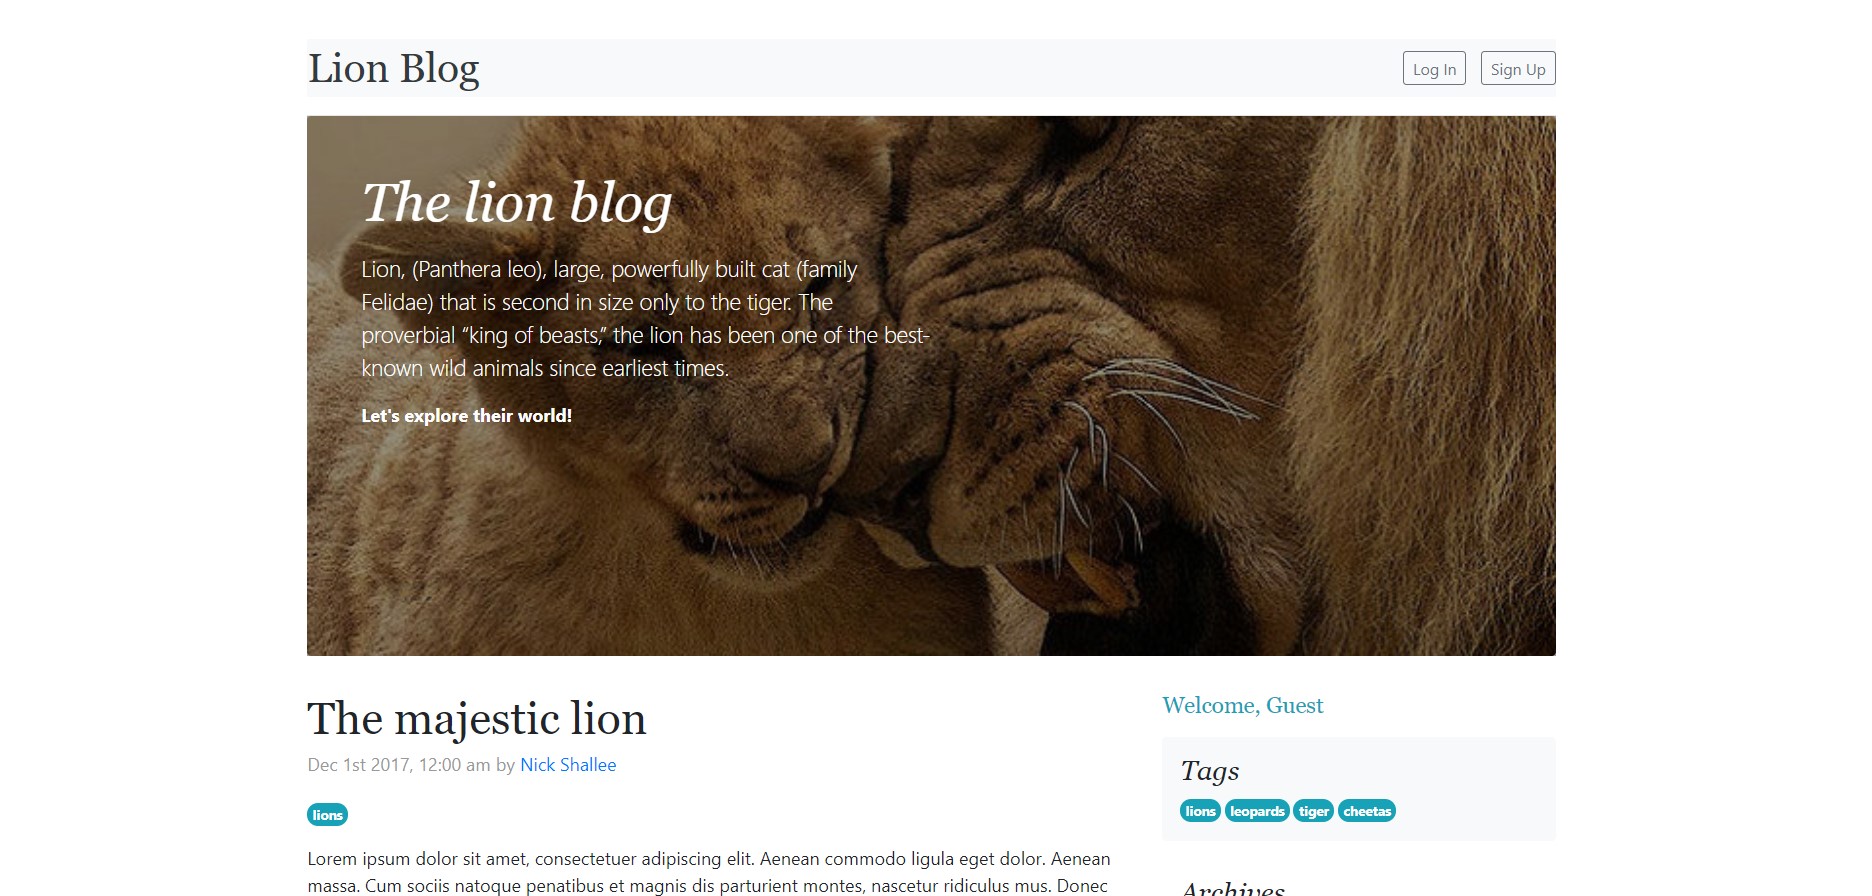 Lion Blog
Log In
Sign Up
The lion blog
Lion, (Panthera leo), large, powerfully built cat (family
Felidae) that is second in size only to the tiger. The
proverbial “king of beasts,” the lion has been one of the best-
known wild animals since earliest times.
Let's explore their world!
The majestic lion
Dec 1st 2017, 12:00 am by Nick Shallee
lions
Lorem ipsum dolor sit amet, consectetuer adipiscing elit. Aenean commodo ligula eget dolor. Aenean
massa. Cum sociis natoque penatibus et magnis dis parturient montes, nascetur ridiculus mus. Donec
Welcome, Guest
Tags
lions leopards tiger cheetas
Archives